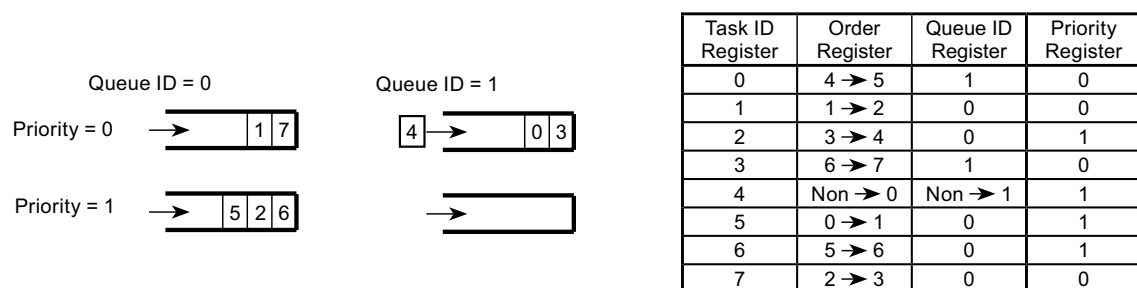 Queue ID = 0
Queue ID = 1
Priority = 0
1 7
4
0 3
Priority = 1
5 2 6
Task ID Register Order Register Queue ID Register Priority Register
0 4 → 5 1 0
1 1 → 2 0 0
2 3 → 4 0 1
3 6 → 7 1 0
4 Non → 0 Non → 1 1
5 0 → 1 0 1
6 5 → 6 0 1
7 2 → 3 0 0